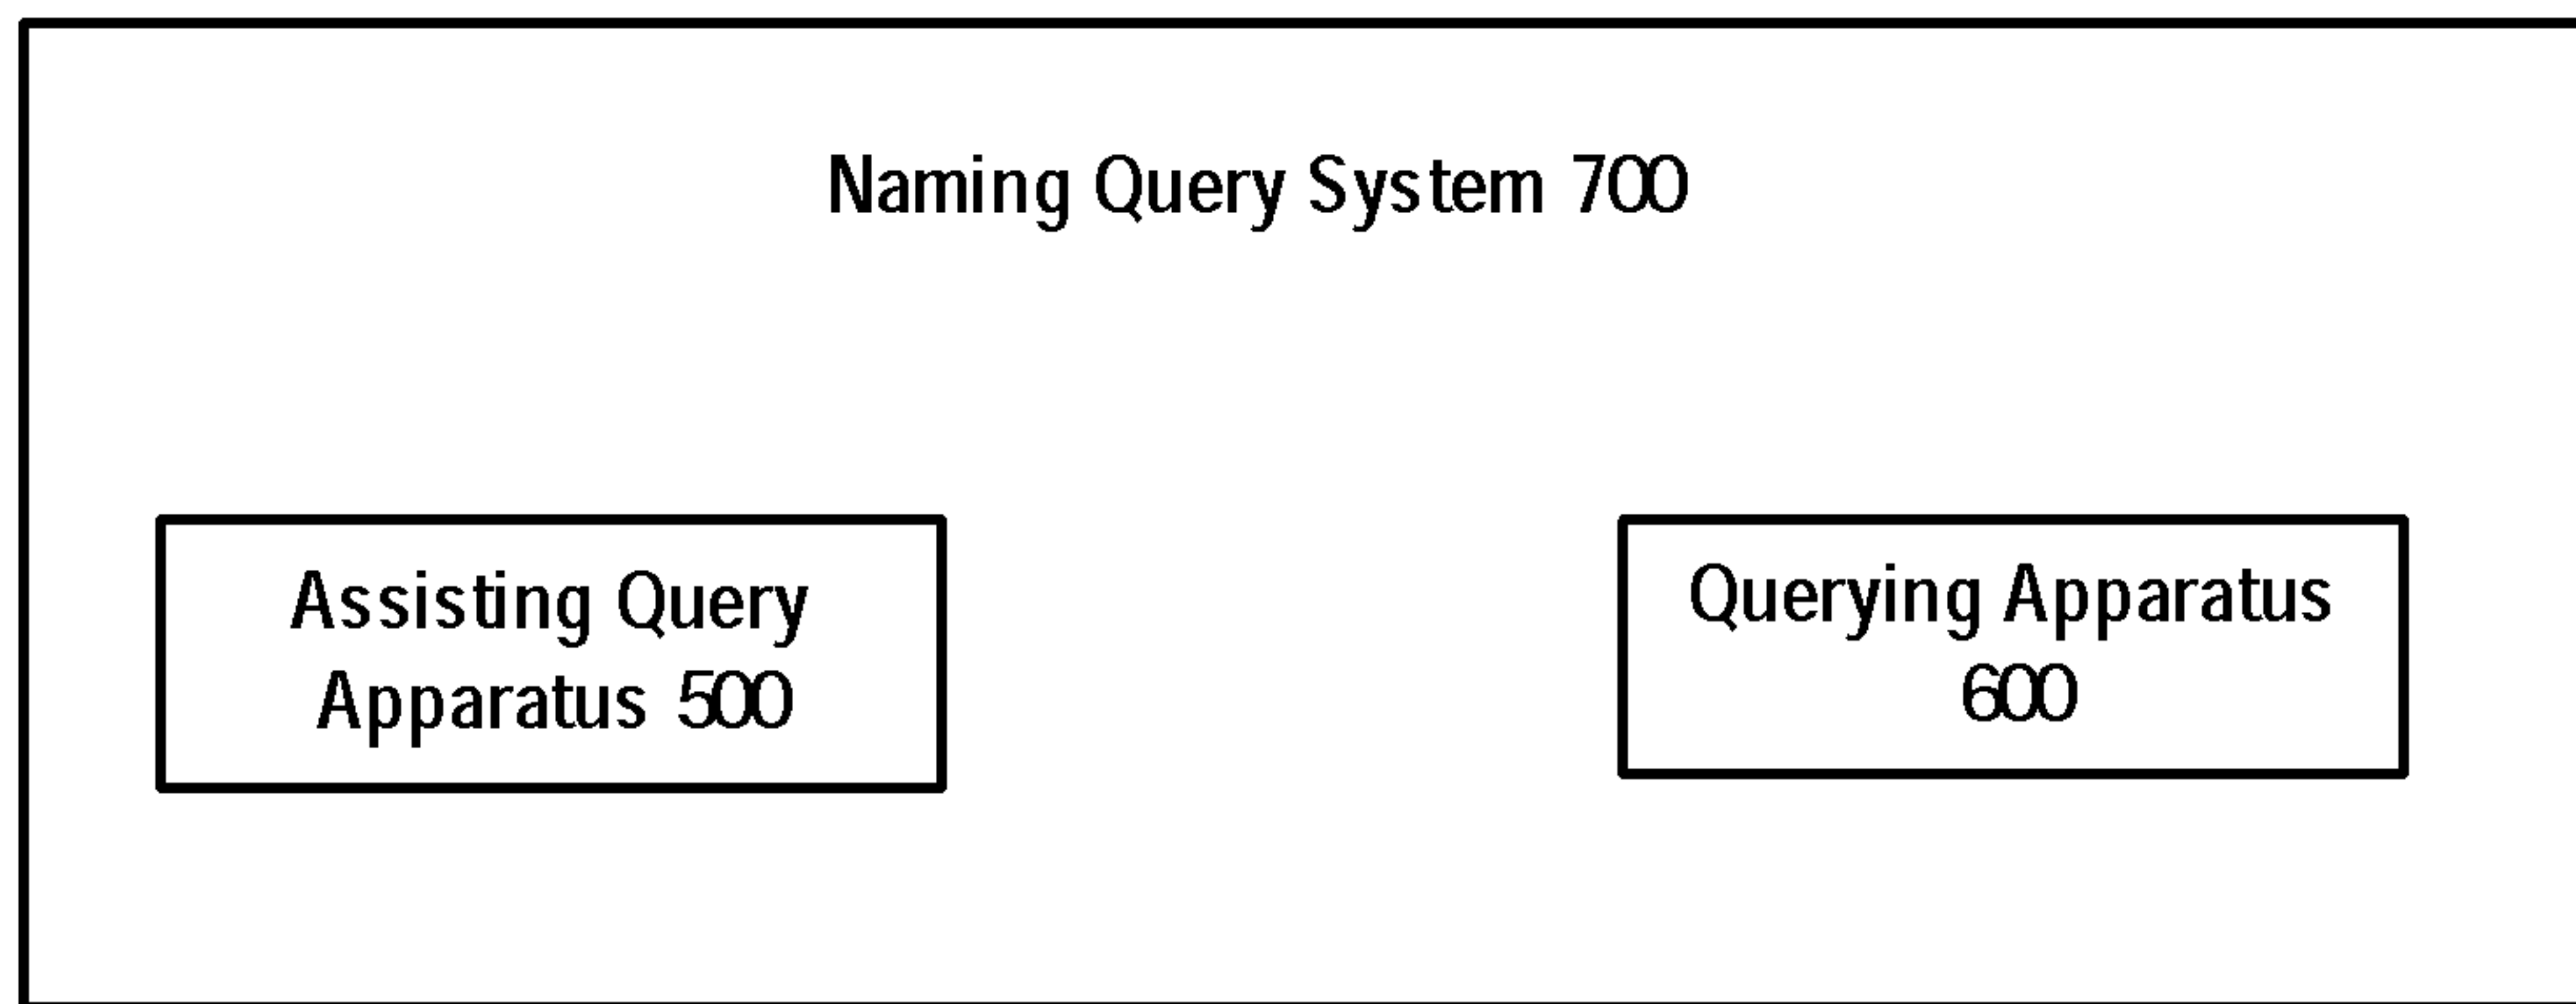 Naming Query System 700
Assisting Query
Apparatus 500
Querying Apparatus
600